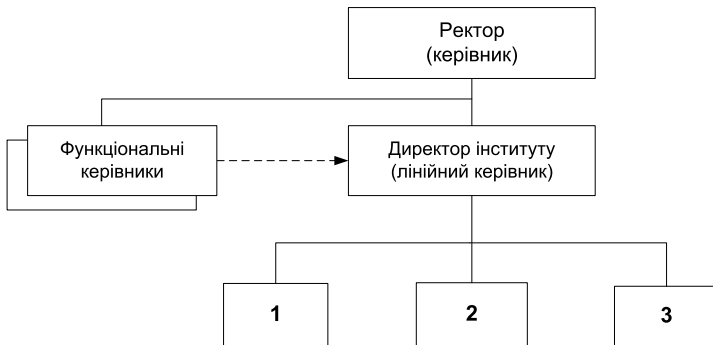 Ректор
(керівник)
Функціональні
керівники
Директор інституту
(лінійний керівник)
1
2
3